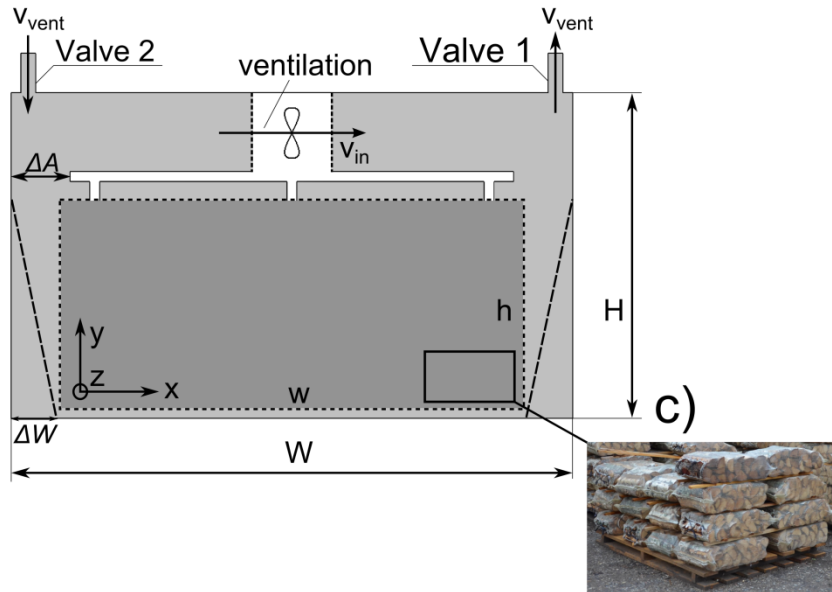 v_vent
Valve 2
ventilation
Valve 1
v_vent
v_in
ΔA
h
H
y
z
x
w
ΔW
W
c)